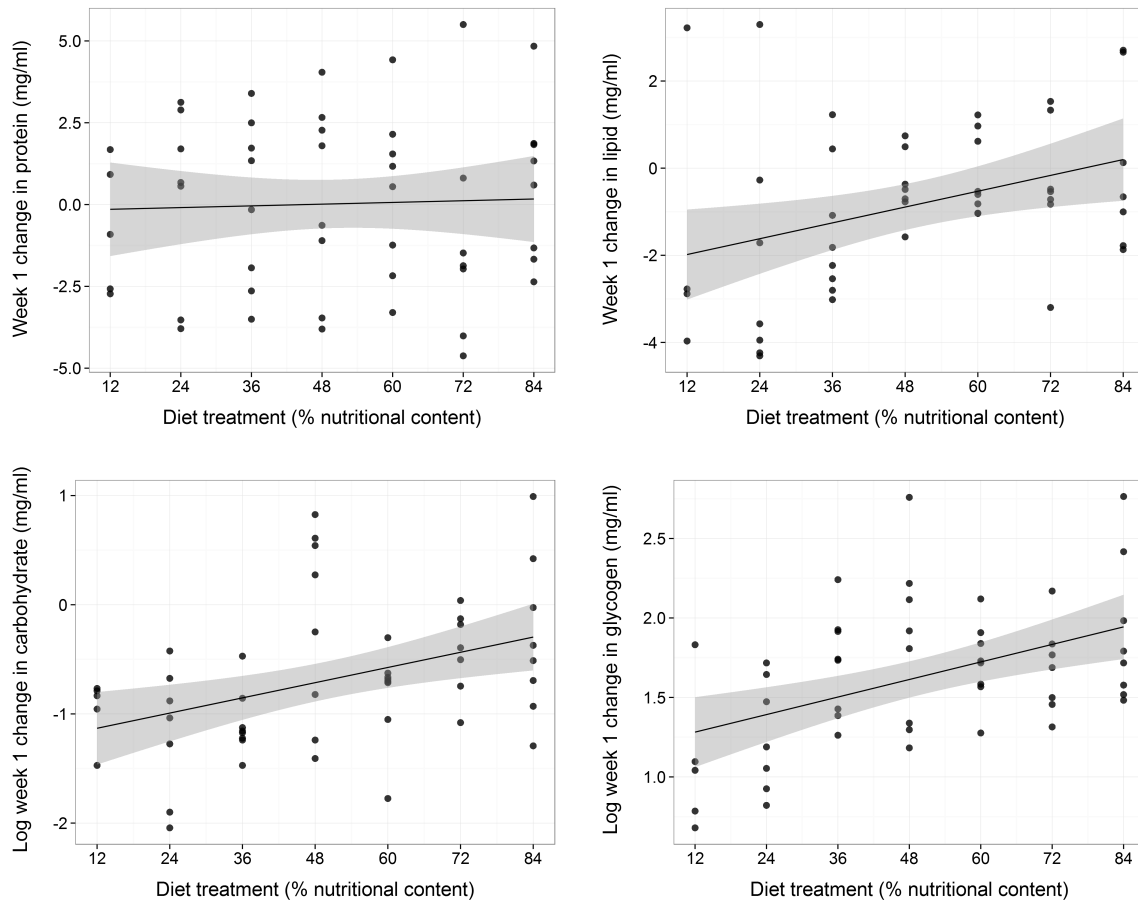 Week 1 change in protein (mg/ml)
5.0
2.5
0.0
-2.5
-5.0
12 24 36 48 60 72 84
Diet treatment (% nutritional content)
Week 1 change in lipid (mg/ml)
2
0
-2
-4
12 24 36 48 60 72 84
Diet treatment (% nutritional content)
Log week 1 change in carbohydrate (mg/ml)
1
0
-1
-2
12 24 36 48 60 72 84
Diet treatment (% nutritional content)
Log week 1 change in glycogen (mg/ml)
2.5
2.0
1.5
1.0
12 24 36 48 60 72 84
Diet treatment (% nutritional content)